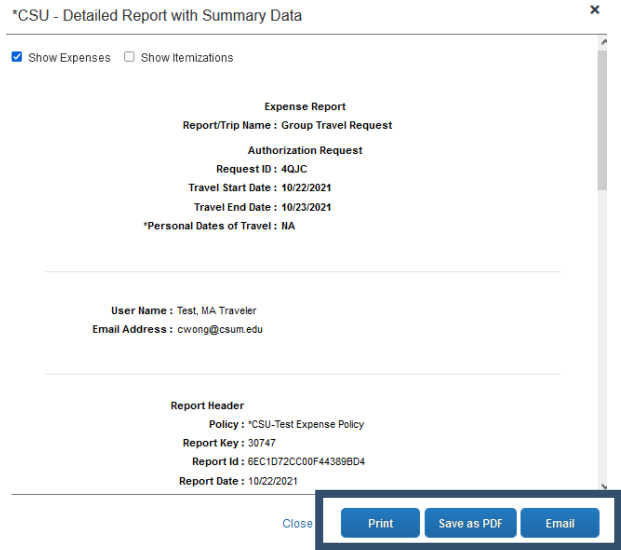 *CSU - Detailed Report with Summary Data
×
Show Expenses Show Itemizations
Expense Report
Report/Trip Name : Group Travel Request
Authorization Request
Request ID : 4QJC
Travel Start Date : 10/22/2021
Travel End Date : 10/23/2021
*Personal Dates of Travel : NA
User Name : Test, MA Traveler
Email Address : cwong@csum.edu
Report Header
Policy : *CSU-Test Expense Policy
Report Key : 30747
Report Id : 6EC1D72CC00F44389BD4
Report Date : 10/22/2021
Close Print Save as PDF Email